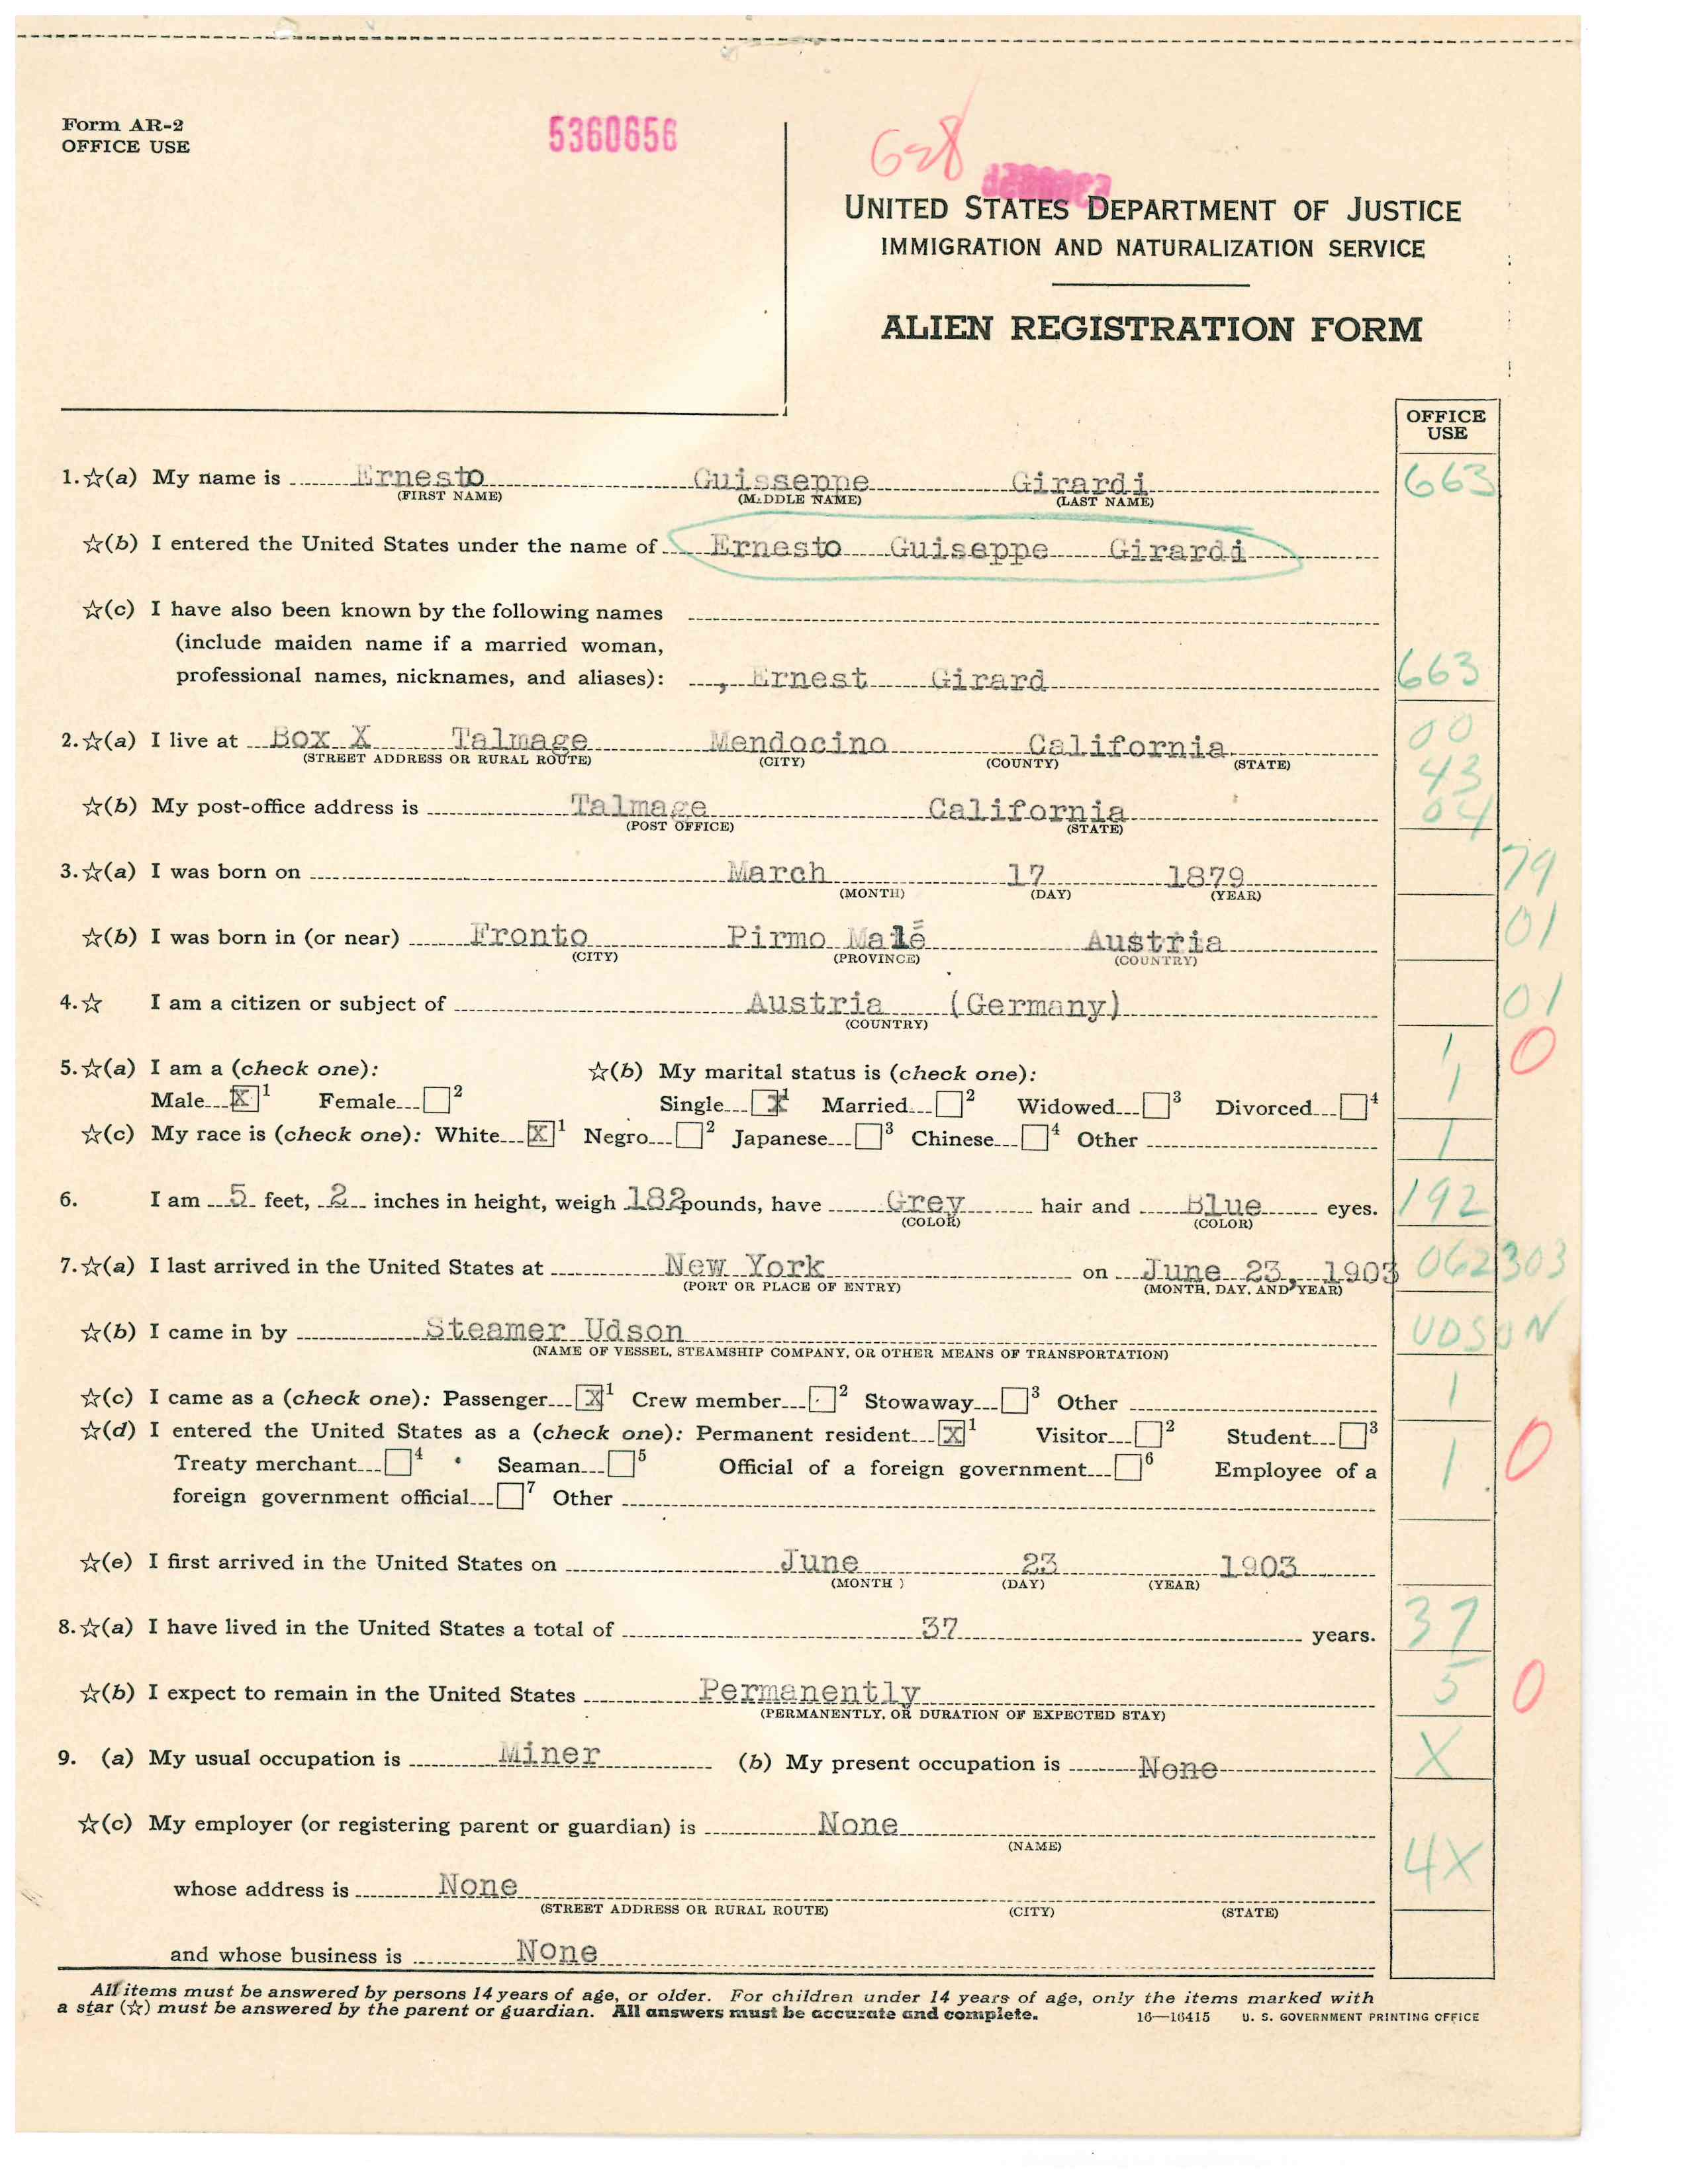 Form AR-2
OFFICE USE
5360656
628
UNITED STATES DEPARTMENT OF JUSTICE
IMMIGRATION AND NATURALIZATION SERVICE
ALIEN REGISTRATION FORM
OFFICE USE
1. ☆(a) My name is Ernesto Guisseppe Girardi 663
(FIRST NAME) (MIDDLE NAME) (LAST NAME)
☆(b) I entered the United States under the name of Ernesto Guiseppe Girardi
☆(c) I have also been known by the following names
(include maiden name if a married woman,
professional names, nicknames, and aliases): , Ernest Girard 663
2. ☆(a) I live at Box X Talmage Mendocino California 00
(STREET ADDRESS OR RURAL ROUTE) (CITY) (COUNTY) (STATE) 43
☆(b) My post-office address is Talmage California 04
(POST OFFICE) (STATE)
3. ☆(a) I was born on March 17 1879 79
(MONTH) (DAY) (YEAR)
☆(b) I was born in (or near) Fronto Pirmo Malé Austria 01
(CITY) (PROVINCE) (COUNTRY)
4. ☆ I am a citizen or subject of Austria (Germany) 01
(COUNTRY)
5. ☆(a) I am a (check one): ☆(b) My marital status is (check one): 1 0
Male X 1 Female 2 Single X 1 Married 2 Widowed 3 Divorced 4 1
☆(c) My race is (check one): White X 1 Negro 2 Japanese 3 Chinese 4 Other 1
6. I am 5 feet, 2 inches in height, weigh 182 pounds, have Grey hair and Blue eyes. 192
(COLOR) (COLOR)
7. ☆(a) I last arrived in the United States at New York on June 23, 1903 062303
(PORT OR PLACE OF ENTRY) (MONTH, DAY, AND YEAR)
☆(b) I came in by Steamer Udson UDSON
(NAME OF VESSEL, STEAMSHIP COMPANY, OR OTHER MEANS OF TRANSPORTATION)
☆(c) I came as a (check one): Passenger X 1 Crew member 2 Stowaway 3 Other 1
☆(d) I entered the United States as a (check one): Permanent resident X 1 Visitor 2 Student 3
Treaty merchant 4 Seaman 5 Official of a foreign government 6 Employee of a 1 0
foreign government official 7 Other
☆(e) I first arrived in the United States on June 23 1903
(MONTH) (DAY) (YEAR)
8. ☆(a) I have lived in the United States a total of 37 years. 37
☆(b) I expect to remain in the United States Permanently 5 0
(PERMANENTLY, OR DURATION OF EXPECTED STAY)
9. (a) My usual occupation is Miner (b) My present occupation is None X
☆(c) My employer (or registering parent or guardian) is None
(NAME) 4X
whose address is None
(STREET ADDRESS OR RURAL ROUTE) (CITY) (STATE)
and whose business is None
All items must be answered by persons 14 years of age, or older. For children under 14 years of age, only the items marked with
a star (☆) must be answered by the parent or guardian. All answers must be accurate and complete. 16—16415 U. S. GOVERNMENT PRINTING OFFICE